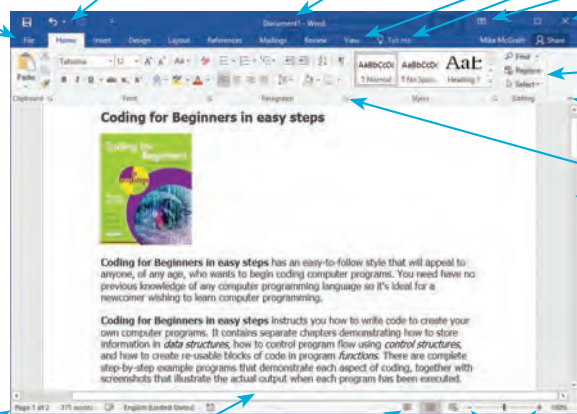 Document1 - Word
File Home Insert Design Layout References Mailings Review View Tell me Mike McGrath Share
Paste Tahoma 12 AaBbCcDc AaBbCcDc AaBl Find
Replace
1 Normal 1 No Spac... Heading 1 Select
Clipboard Font Paragraph Styles Editing
Coding for Beginners in easy steps
Coding for
Beginners
in easy steps
Coding for Beginners in easy steps has an easy-to-follow style that will appeal to
anyone, of any age, who wants to begin coding computer programs. You need have no
previous knowledge of any computer programming language so it's ideal for a
newcomer wishing to learn computer programming.
Coding for Beginners in easy steps instructs you how to write code to create your
own computer programs. It contains separate chapters demonstrating how to store
information in data structures, how to control program flow using control structures,
and how to create re-usable blocks of code in program functions. There are complete
step-by-step example programs that demonstrate each aspect of coding, together with
screenshots that illustrate the actual output when each program has been executed.
Page 1 of 2 371 words English (United States) 100%